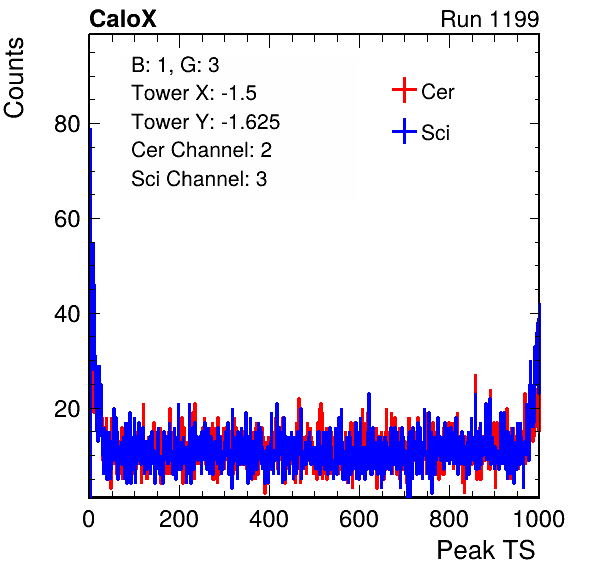 CaloX Run 1199
Counts
B: 1, G: 3
Tower X: -1.5
Tower Y: -1.625
Cer Channel: 2
Sci Channel: 3
Cer
Sci
80
60
40
20
0 200 400 600 800 1000
Peak TS